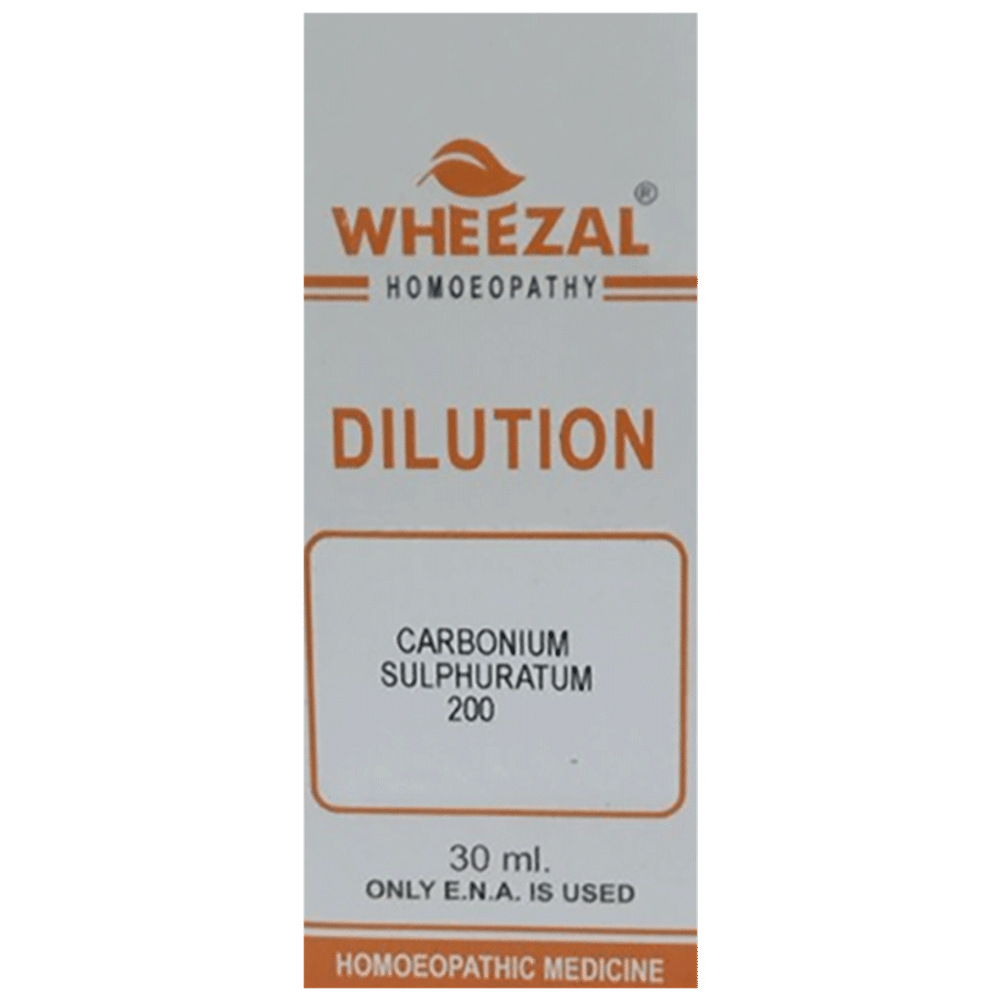 WHEEZAL®
HOMOEOPATHY
DILUTION
CARBONIUM
SULPHURATUM
200
30 ml.
ONLY E.N.A. IS USED
HOMOEOPATHIC MEDICINE